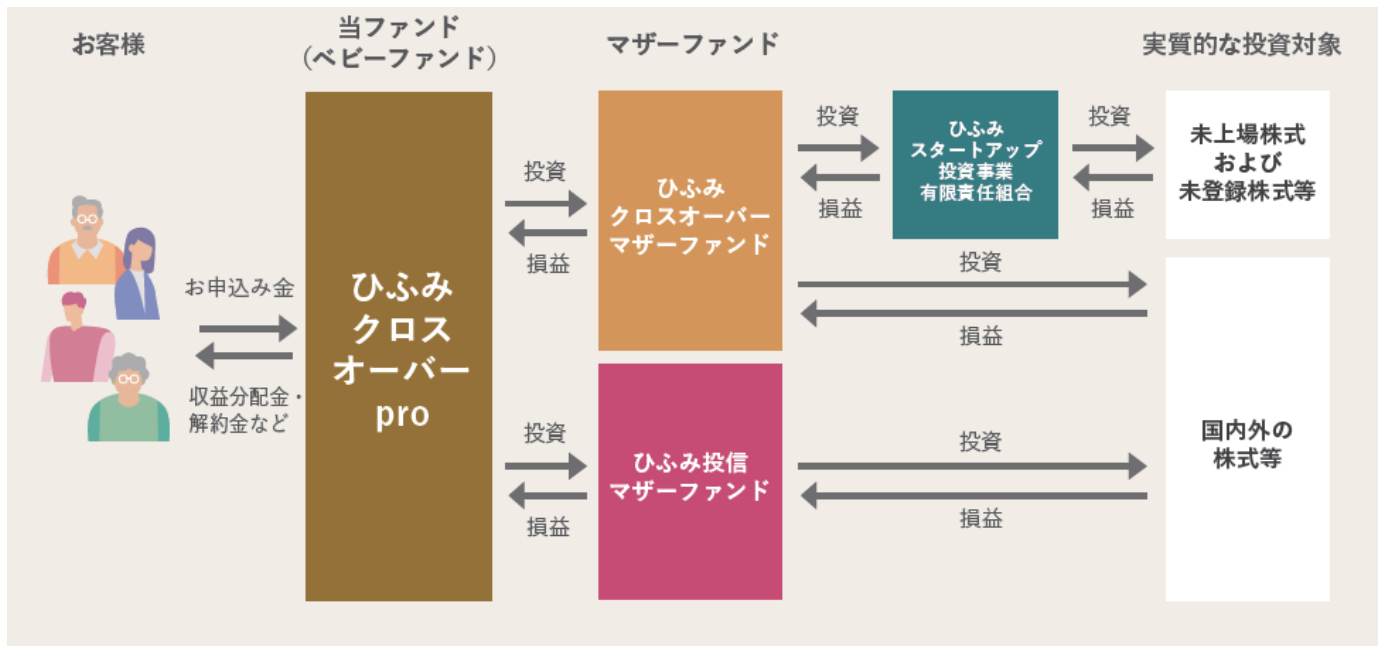 お客様
当ファンド
（ベビーファンド）
マザーファンド
実質的な投資対象
お申込み金
収益分配金・
解約金など
ひふみ
クロス
オーバー
pro
投資
損益
投資
損益
ひふみ
クロスオーバー
マザーファンド
ひふみ投信
マザーファンド
投資
損益
ひふみ
スタートアップ
投資事業
有限責任組合
投資
損益
投資
損益
投資
損益
未上場株式
および
未登録株式等
国内外の
株式等